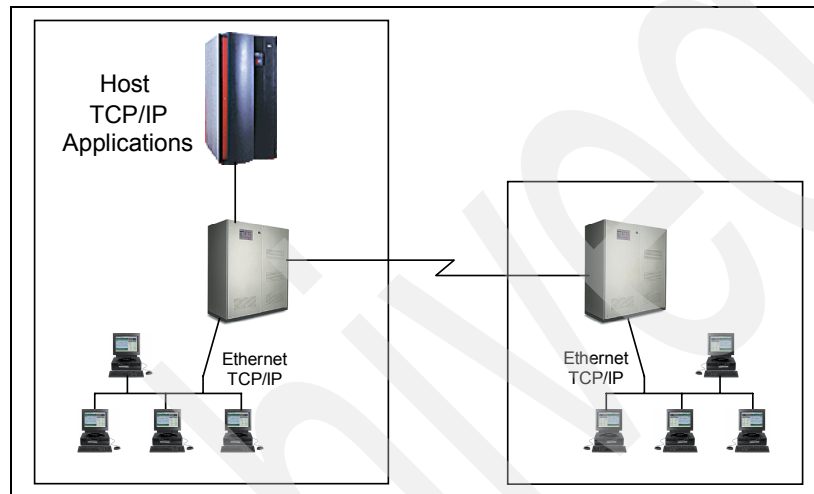 Host
TCP/IP
Applications
Ethernet
TCP/IP
Ethernet
TCP/IP